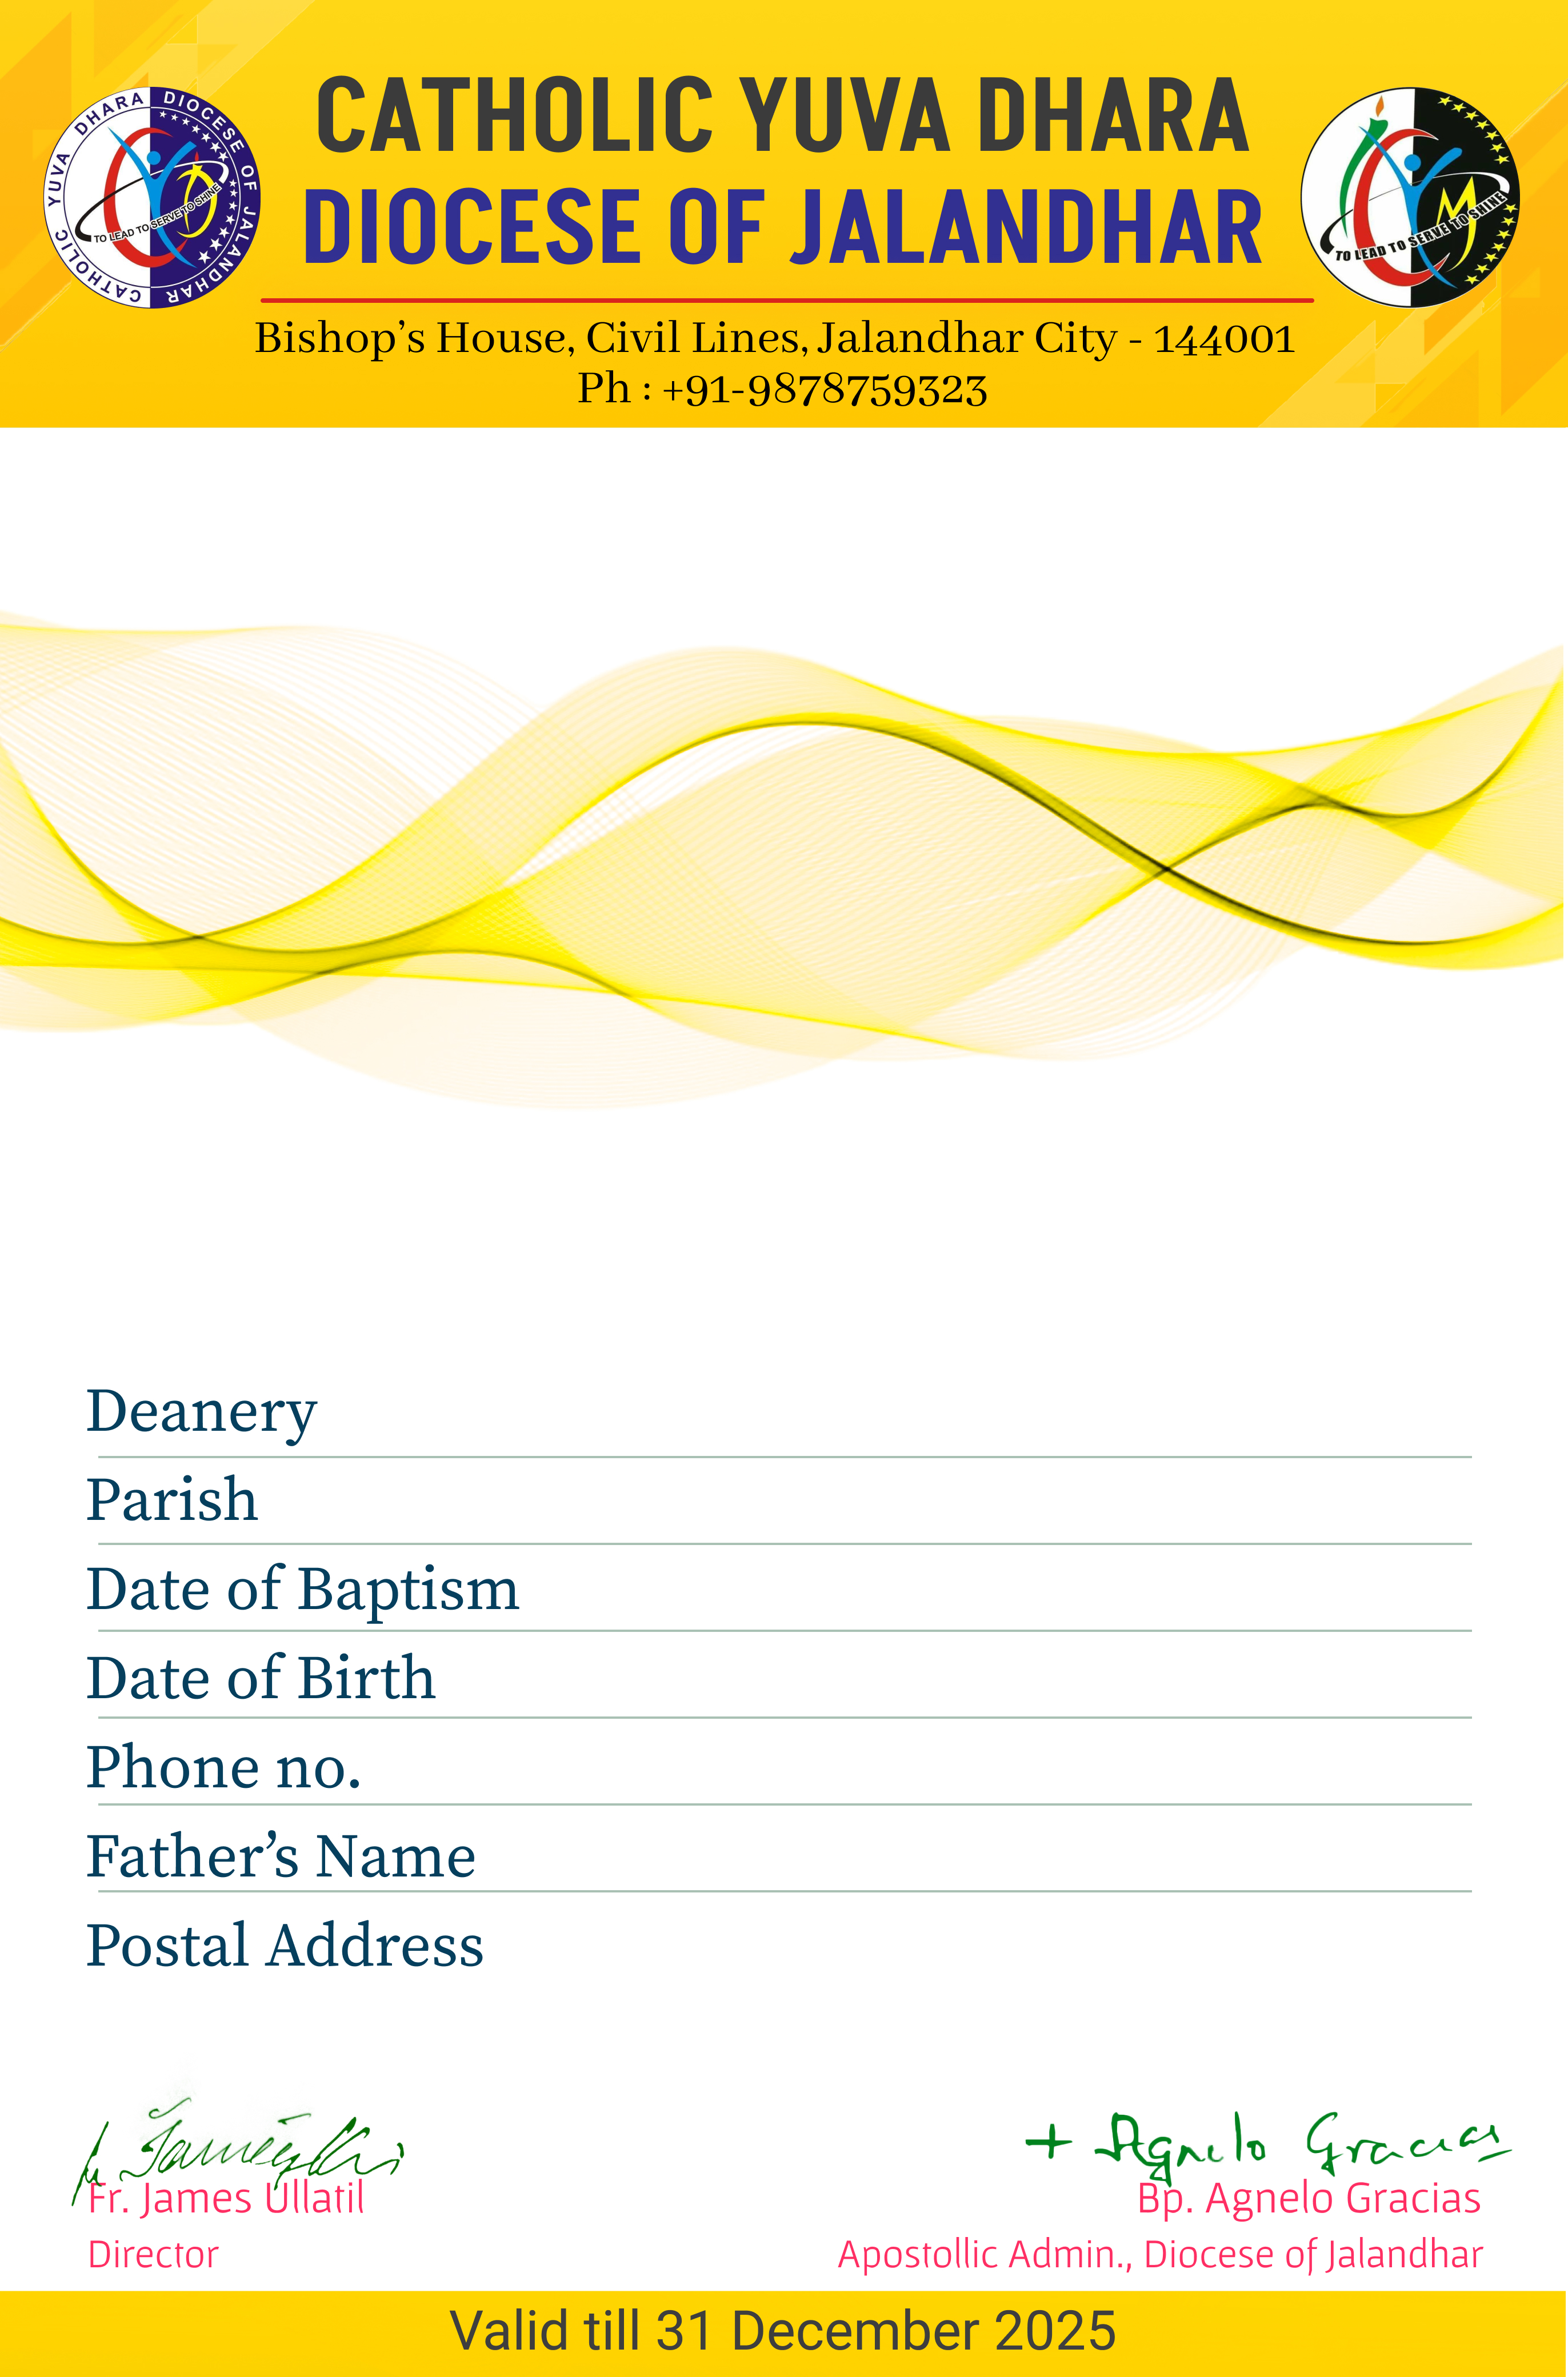 CATHOLIC YUVA DHARA
DIOCESE OF JALANDHAR
CATHOLIC YUVA DHARA DIOCESE OF JALANDHAR
TO LEAD TO SERVE TO SHINE
TO LEAD TO SERVE TO SHINE
Bishop’s House, Civil Lines, Jalandhar City - 144001
Ph : +91-9878759323
Deanery
Parish
Date of Baptism
Date of Birth
Phone no.
Father’s Name
Postal Address
+ Agnelo Gracias
Fr. James Ullatil
Bp. Agnelo Gracias
Director
Apostollic Admin., Diocese of Jalandhar
Valid till 31 December 2025